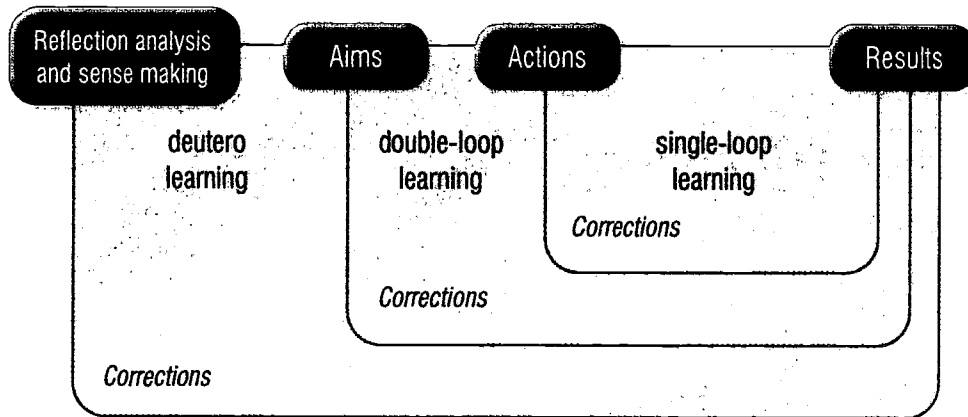 Reflection analysis
and sense making
Aims
Actions
Results
deutero
learning
double-loop
learning
single-loop
learning
Corrections
Corrections
Corrections